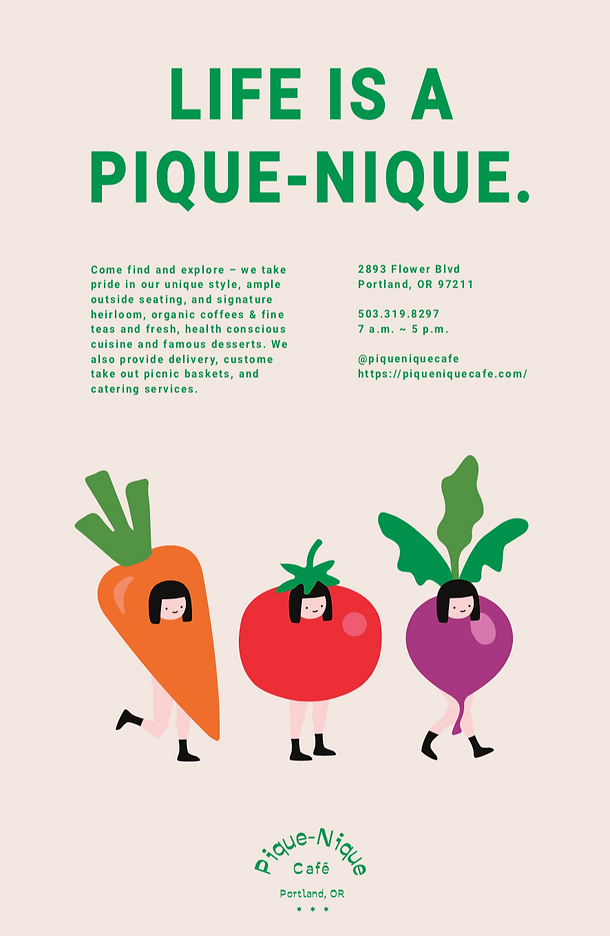 LIFE IS A
PIQUE-NIQUE.
Come find and explore – we take
pride in our unique style, ample
outside seating, and signature
heirloom, organic coffees & fine
teas and fresh, health conscious
cuisine and famous desserts. We
also provide delivery, custome
take out picnic baskets, and
catering services.
2893 Flower Blvd
Portland, OR 97211
503.319.8297
7 a.m. ~ 5 p.m.
@piqueniquecafe
https://piqueniquecafe.com/
Pique-Nique
Café
Portland, OR
* * *